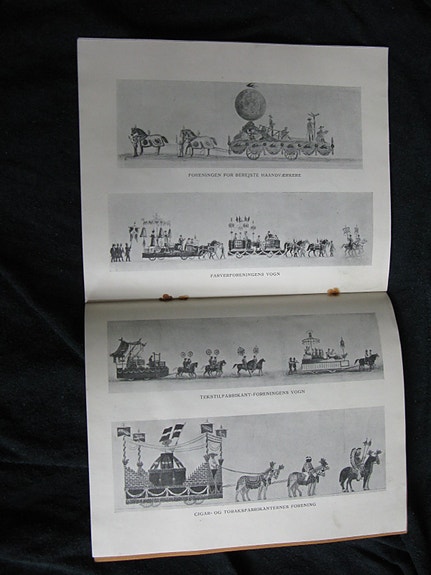 FORENINGEN FOR BEREJSTE HAANDVÆRKERE
FARVERFORENINGENS VOGN
TEKSTILFABRIKANT-FORENINGENS VOGN
CIGAR- OG TOBAKSFABRIKANTERNES FORENING